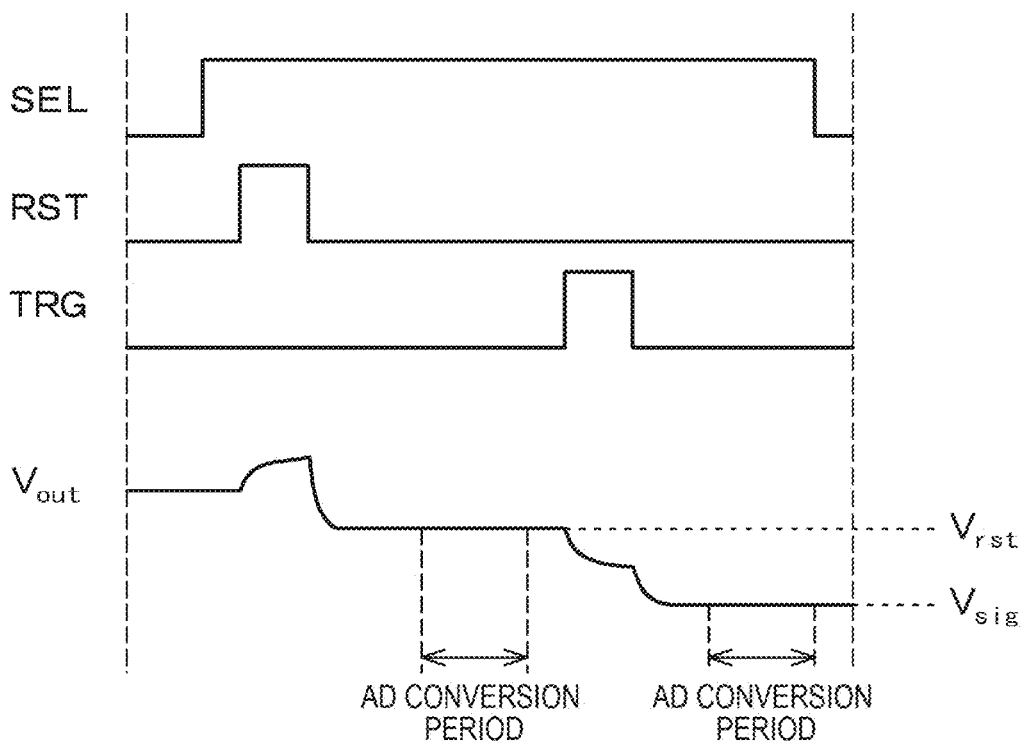 SEL
RST
TRG
Vout
Vrst
Vsig
AD CONVERSION
PERIOD
AD CONVERSION
PERIOD